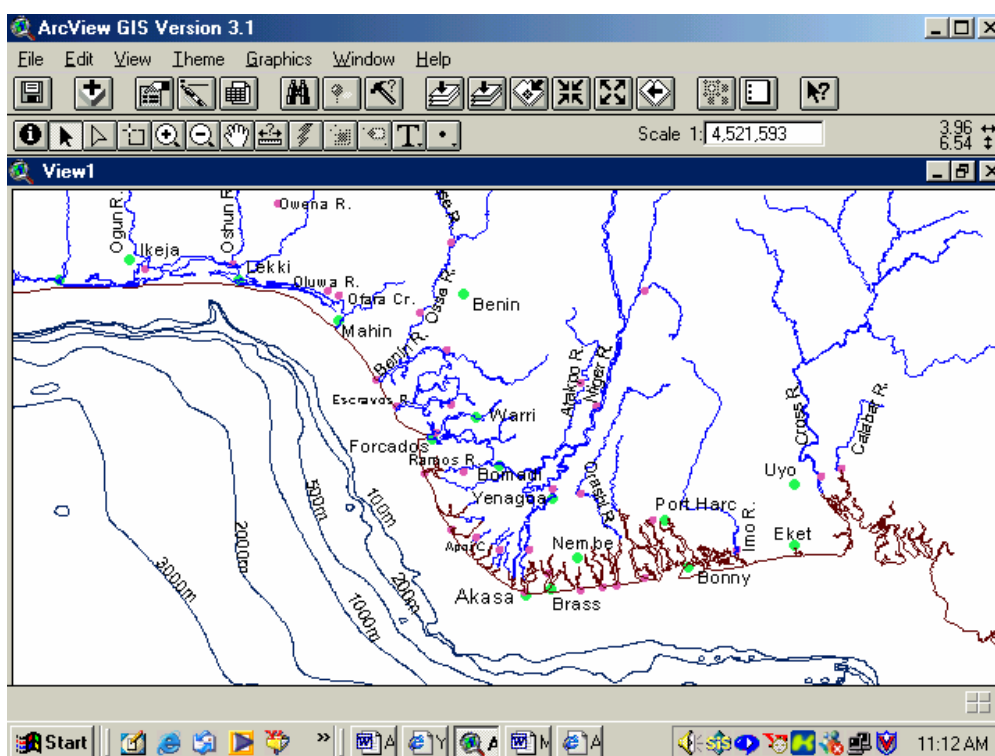 ArcView GIS Version 3.1
File Edit View Theme Graphics Window Help
Scale 1: 4,521,593
3.96
6.54
View1
Ogun R.
Oshun R.
Owena R.
se R.
Ikeja
Lekki
Oluwa R.
Ofara Cr.
Mahin
Osse R.
Benin
Benin R.
Escravos R.
Warri
Forcados
Ramos R.
Bomadi
Yenagoa
Atakpo R.
Niger R.
Orashi R.
Port Harc
Imo R.
Cross R.
Calabar R.
Uyo
Eket
Nembe
Bonny
Akasa
Brass
100m
200m
500m
1000m
2000m
3000m
Start
»
A
Y
A
M
A
SiS
11:12 AM